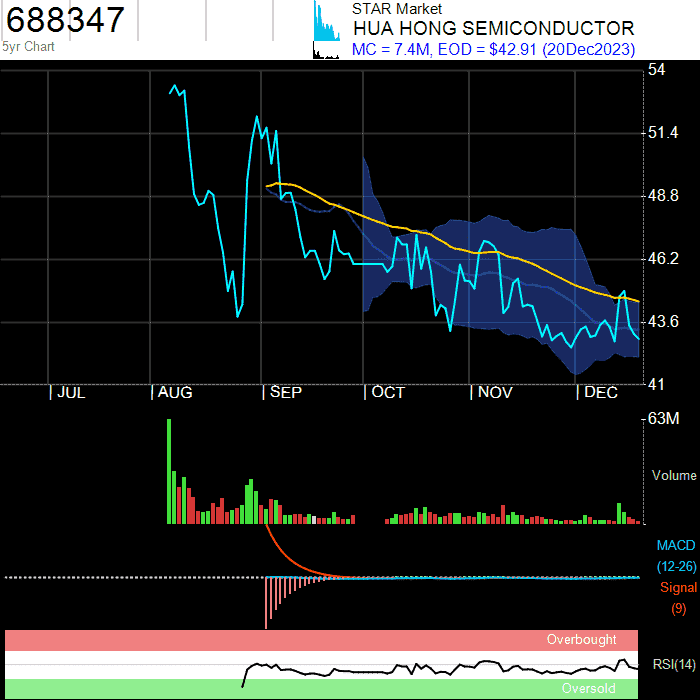 688347
5yr Chart
STAR Market
HUA HONG SEMICONDUCTOR
MC = 7.4M, EOD = $42.91 (20Dec2023)
54
51.4
48.8
46.2
43.6
41
JUL
AUG
SEP
OCT
NOV
DEC
63M
Volume
MACD
(12-26)
Signal
(9)
Overbought
RSI(14)
Oversold